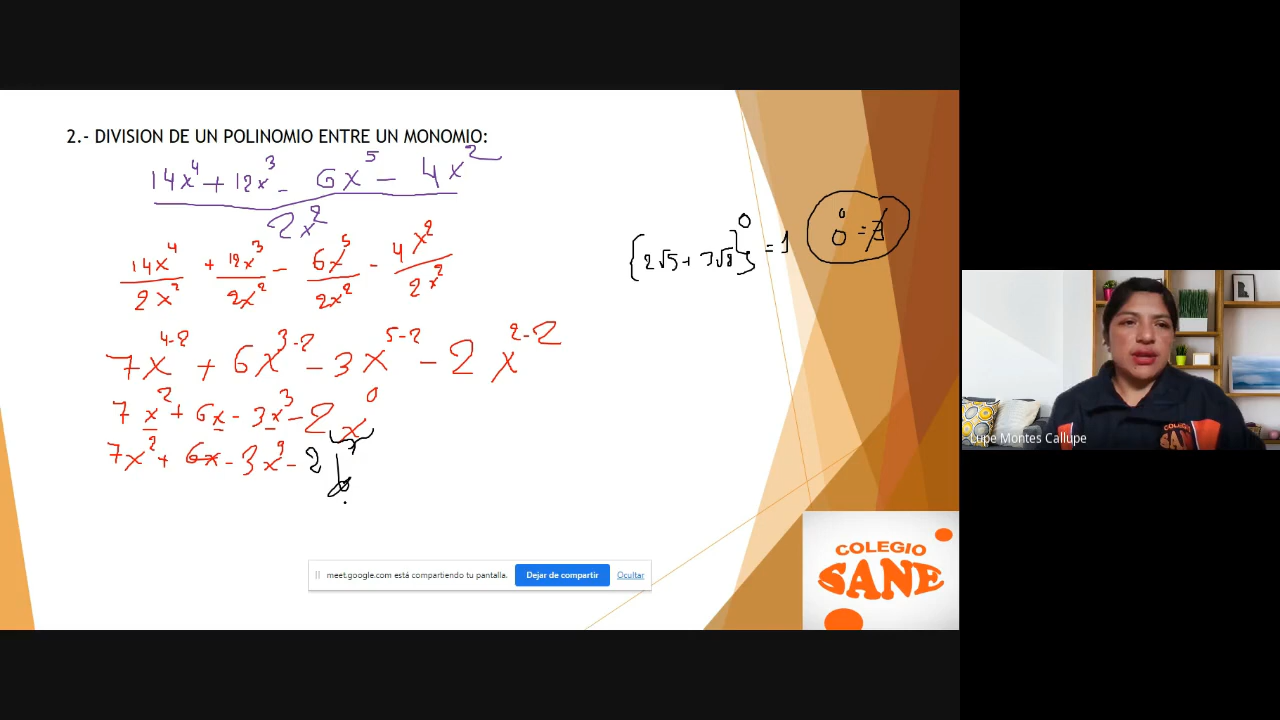 2.- DIVISION DE UN POLINOMIO ENTRE UN MONOMIO:
14x⁴ + 12x³ - 6x⁵ - 4x²
2x²
14x⁴/2x² + 12x³/2x² - 6x⁵/2x² - 4x²/2x²
{2√5 + 3√8}⁰ = 1
0⁰ = ∄
7x⁴⁻² + 6x³⁻² - 3x⁵⁻² - 2x²⁻²
7x² + 6x - 3x³ - 2x⁰
7x² + 6x - 3x³ - 2
Lupe Montes Callupe
COLEGIO
SANE
meet.google.com está compartiendo tu pantalla.
Dejar de compartir
Ocultar